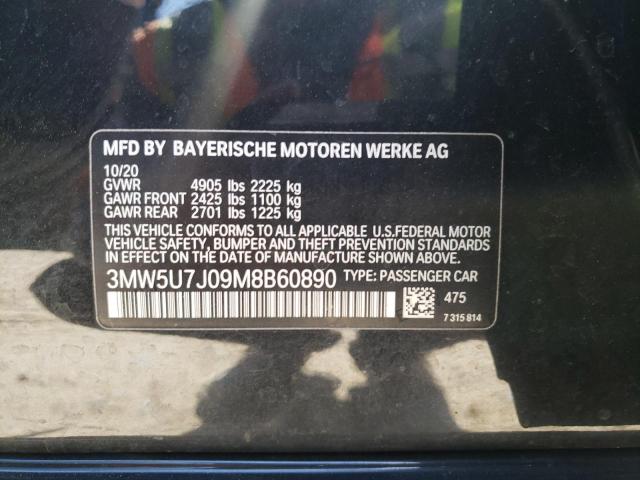 MFD BY BAYERISCHE MOTOREN WERKE AG
10/20
GVWR 4905 lbs 2225 kg
GAWR FRONT 2425 lbs 1100 kg
GAWR REAR 2701 lbs 1225 kg
THIS VEHICLE CONFORMS TO ALL APPLICABLE U.S.FEDERAL MOTOR
VEHICLE SAFETY, BUMPER AND THEFT PREVENTION STANDARDS
IN EFFECT ON THE DATE OF MANUFACTURE SHOWN ABOVE.
3MW5U7J09M8B60890 TYPE: PASSENGER CAR
475
7 315 814